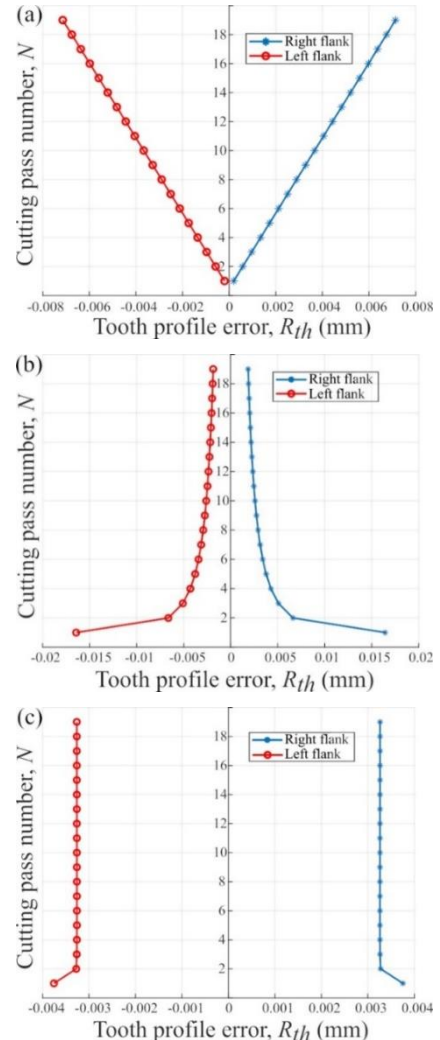 (a)
Right flank
Left flank
Cutting pass number, N
18
16
14
12
10
8
6
4
2
-0.008 -0.006 -0.004 -0.002 0 0.002 0.004 0.006 0.008
Tooth profile error, Rth (mm)
(b)
Right flank
Left flank
Cutting pass number, N
18
16
14
12
10
8
6
4
2
-0.02 -0.015 -0.01 -0.005 0 0.005 0.01 0.015 0.02
Tooth profile error, Rth (mm)
(c)
Right flank
Left flank
Cutting pass number, N
18
16
14
12
10
8
6
4
2
-0.004 -0.003 -0.002 -0.001 0 0.001 0.002 0.003 0.004
Tooth profile error, Rth (mm)